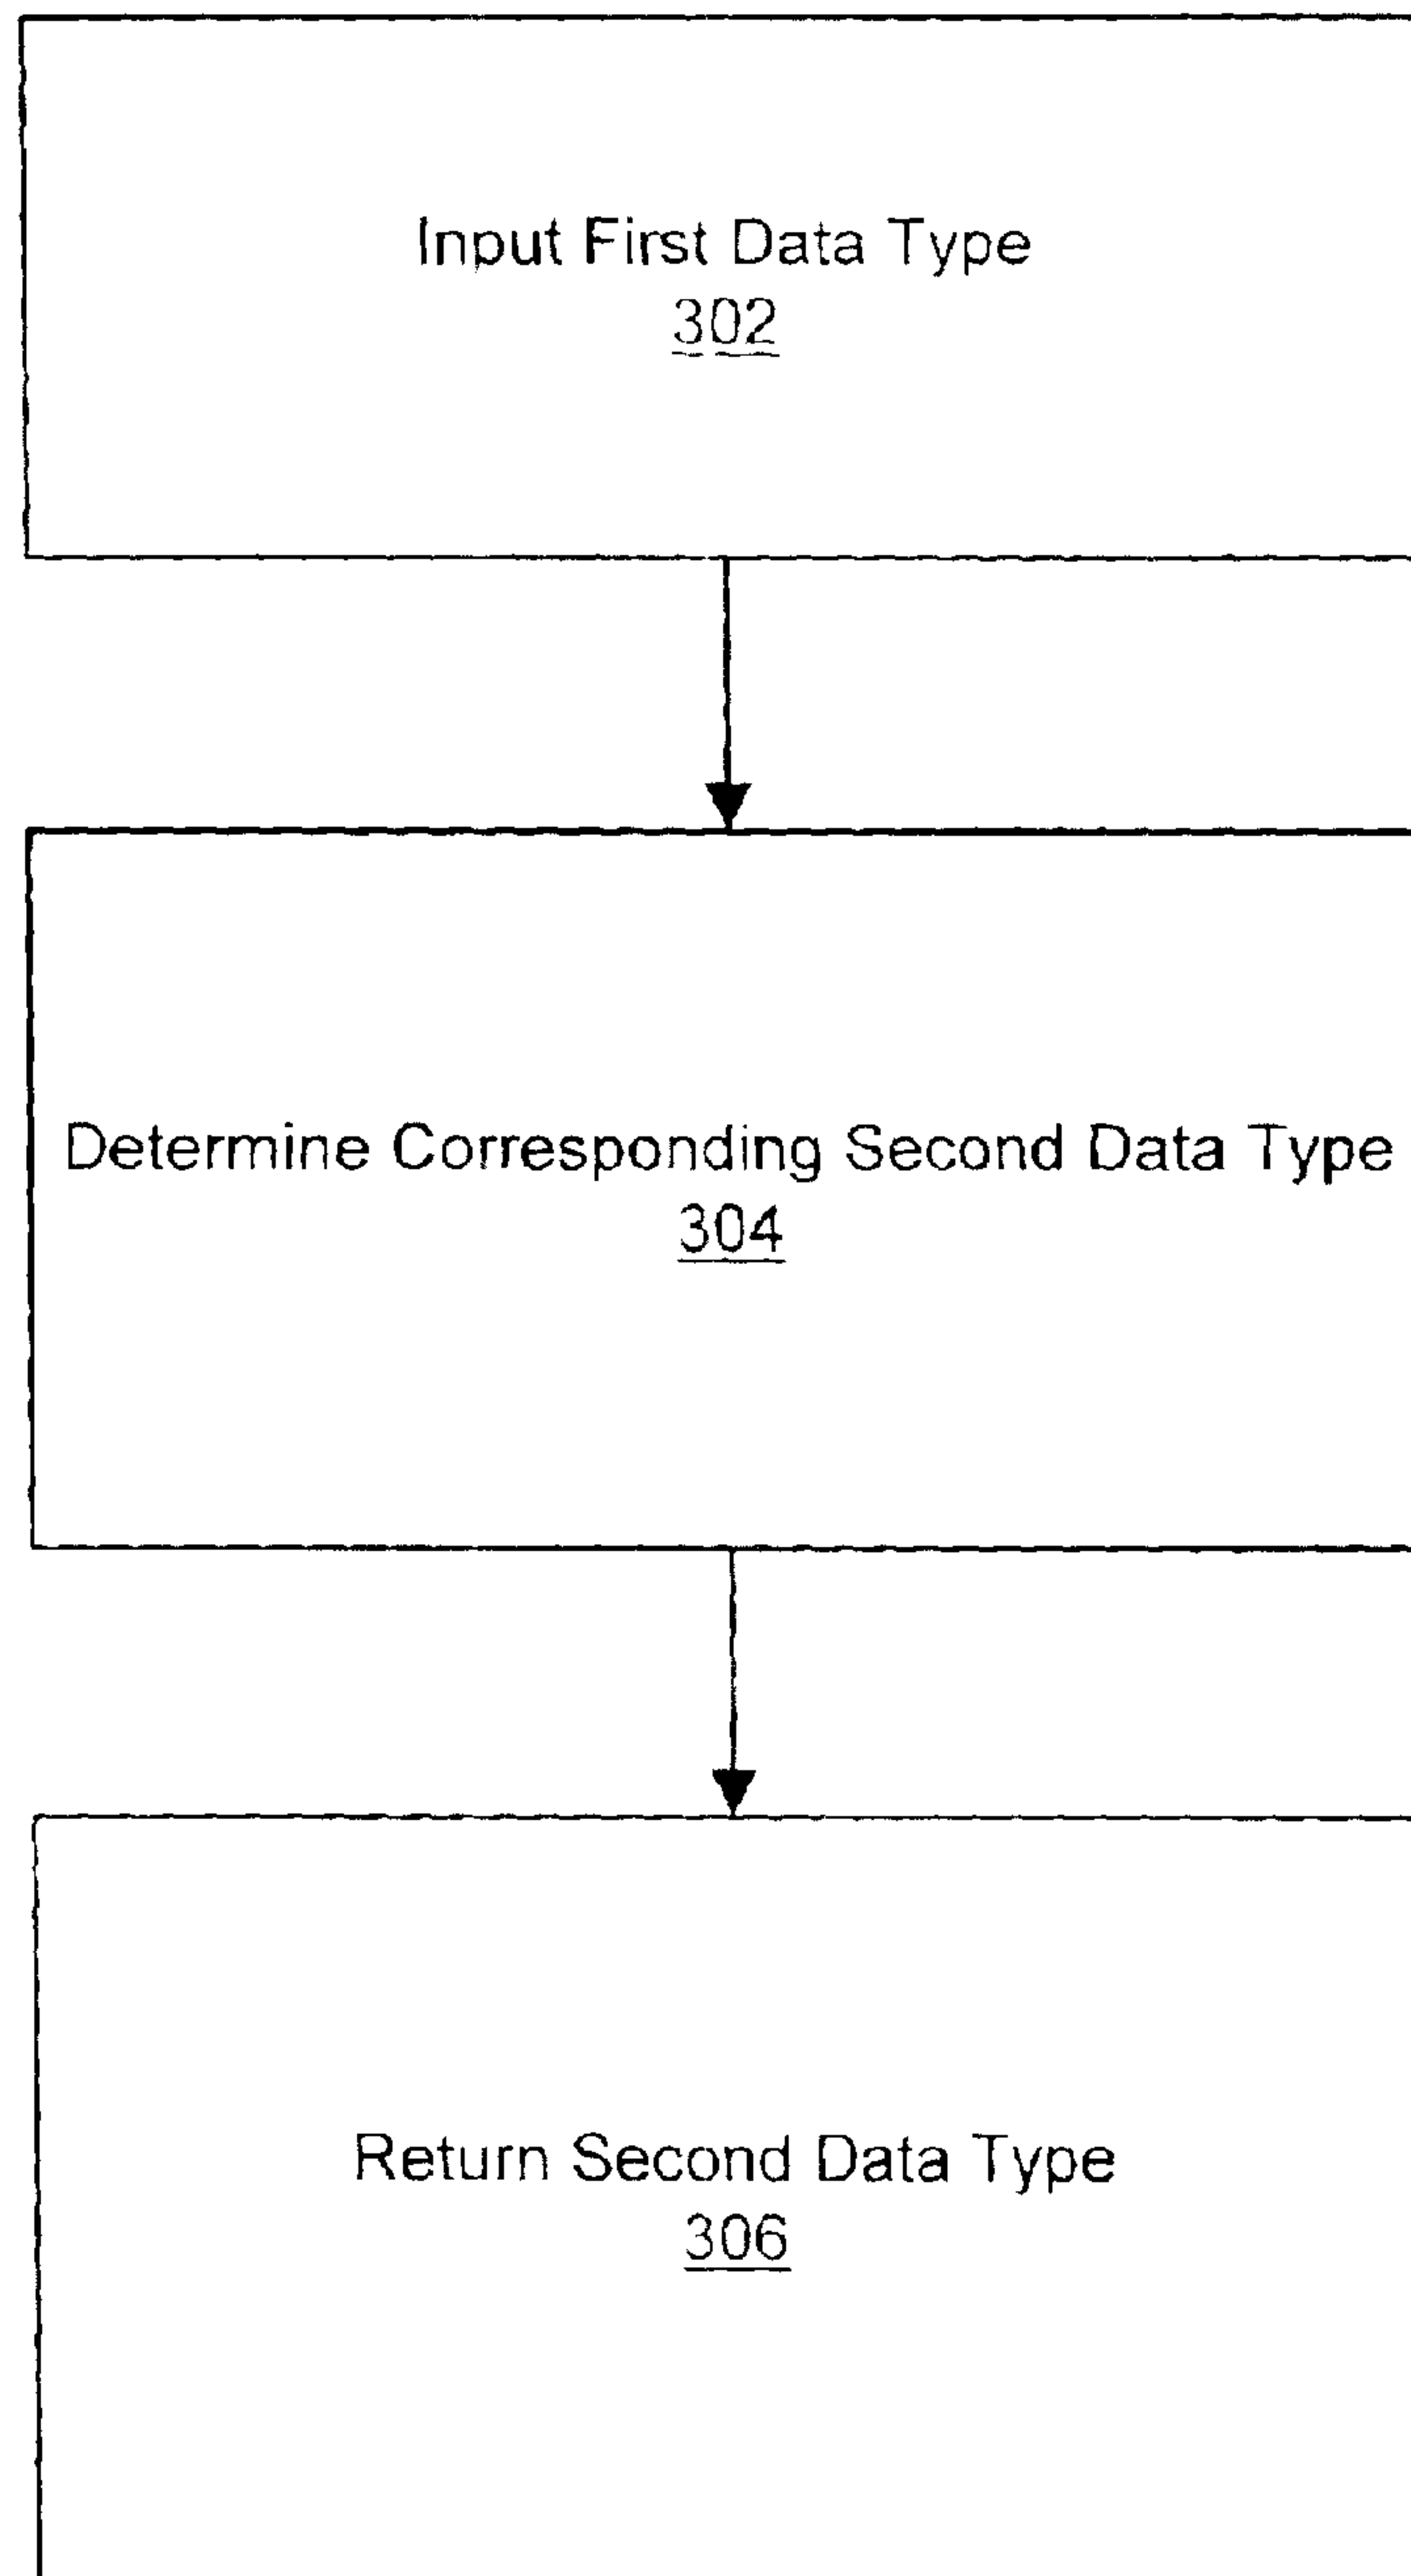 Input First Data Type
302
Determine Corresponding Second Data Type
304
Return Second Data Type
306